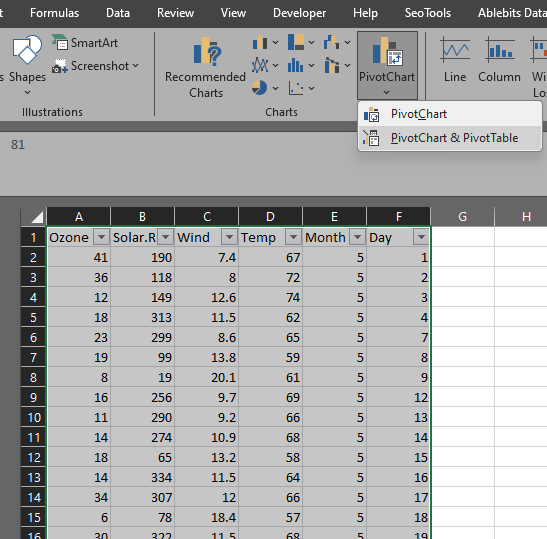 t Formulas Data Review View Developer Help SeoTools Ablebits Data
SmartArt
Screenshot
s Shapes
Recommended
Charts
PivotChart
Line Column Wi
Lo
Illustrations Charts
PivotChart
PivotChart & PivotTable
81
A B C D E F G H
1 Ozone Solar.R Wind Temp Month Day
2 41 190 7.4 67 5 1
3 36 118 8 72 5 2
4 12 149 12.6 74 5 3
5 18 313 11.5 62 5 4
6 23 299 8.6 65 5 7
7 19 99 13.8 59 5 8
8 8 19 20.1 61 5 9
9 16 256 9.7 69 5 12
10 11 290 9.2 66 5 13
11 14 274 10.9 68 5 14
12 18 65 13.2 58 5 15
13 14 334 11.5 64 5 16
14 34 307 12 66 5 17
15 6 78 18.4 57 5 18
16 30 322 11.5 68 5 19